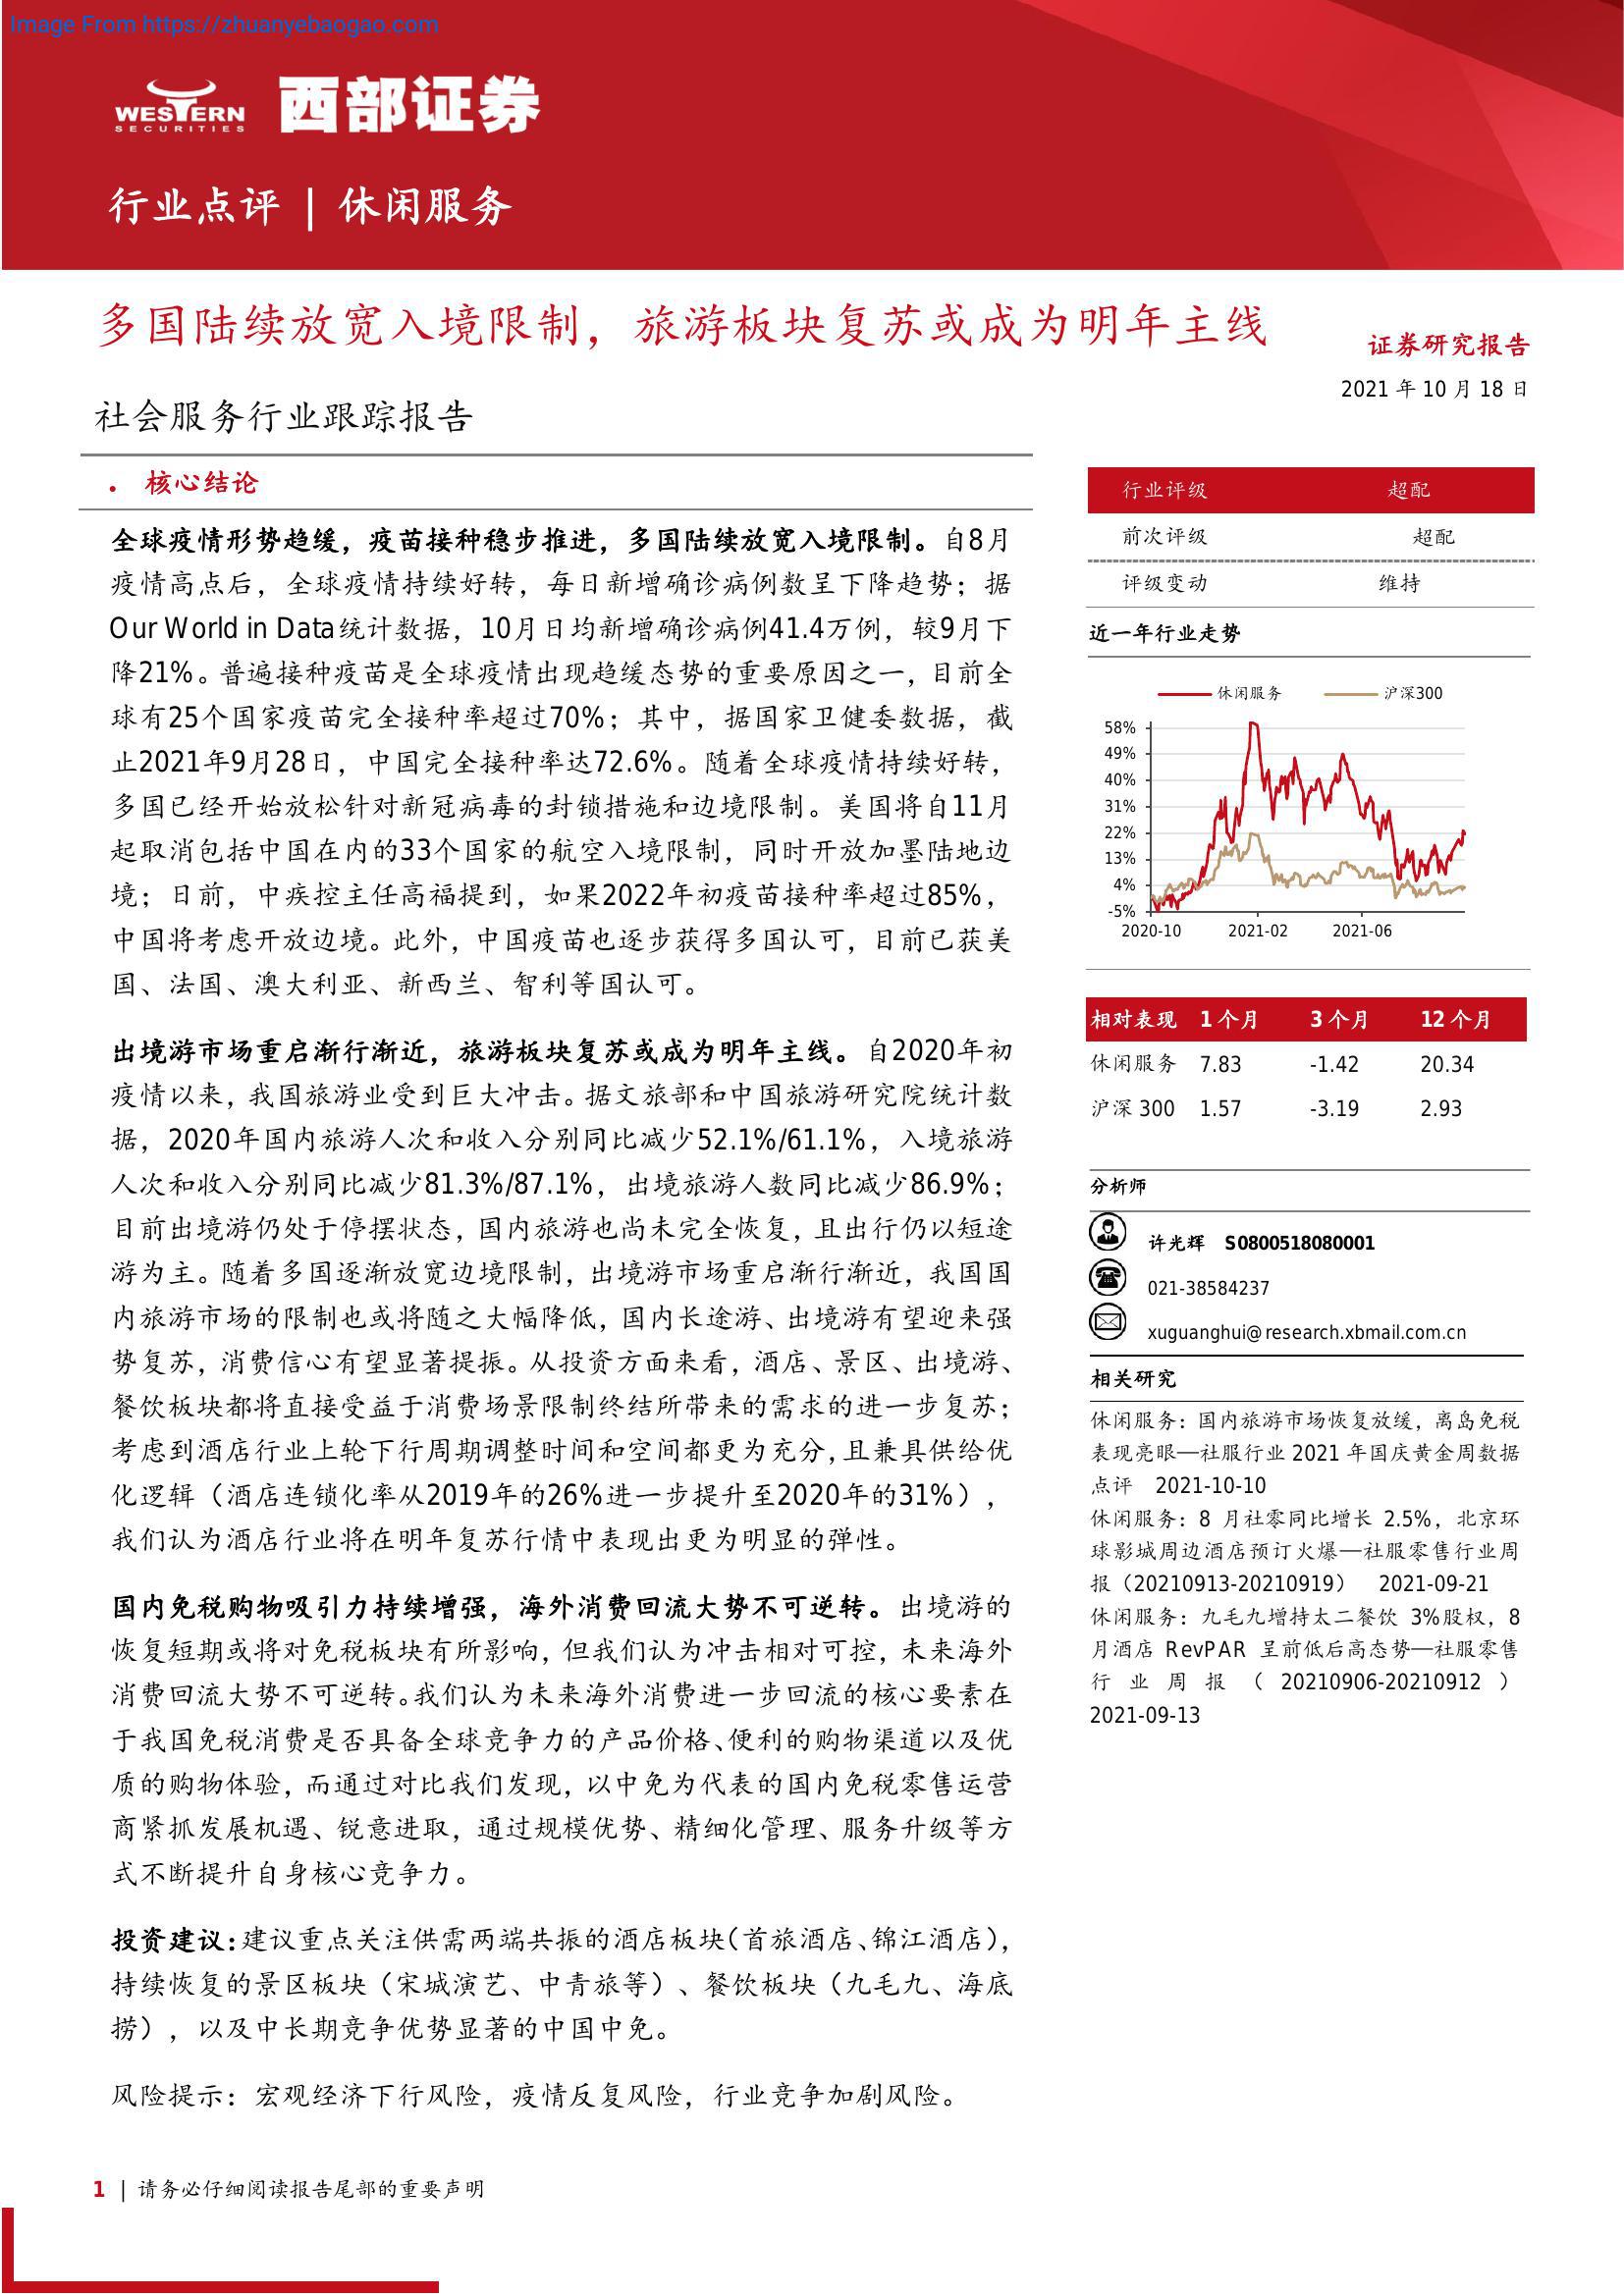 Image From https://zhuanyebaogao.com
WESTERN
SECURITIES
西部证券
行业点评 | 休闲服务
多国陆续放宽入境限制，旅游板块复苏或成为明年主线
证券研究报告
2021 年 10 月 18 日
社会服务行业跟踪报告
• 核心结论
全球疫情形势趋缓，疫苗接种稳步推进，多国陆续放宽入境限制。自8月
疫情高点后，全球疫情持续好转，每日新增确诊病例数呈下降趋势；据
Our World in Data统计数据，10月日均新增确诊病例41.4万例，较9月下
降21%。普遍接种疫苗是全球疫情出现趋缓态势的重要原因之一，目前全
球有25个国家疫苗完全接种率超过70%；其中，据国家卫健委数据，截
止2021年9月28日，中国完全接种率达72.6%。随着全球疫情持续好转，
多国已经开始放松针对新冠病毒的封锁措施和边境限制。美国将自11月
起取消包括中国在内的33个国家的航空入境限制，同时开放加墨陆地边
境；日前，中疾控主任高福提到，如果2022年初疫苗接种率超过85%，
中国将考虑开放边境。此外，中国疫苗也逐步获得多国认可，目前已获美
国、法国、澳大利亚、新西兰、智利等国认可。
出境游市场重启渐行渐近，旅游板块复苏或成为明年主线。自2020年初
疫情以来，我国旅游业受到巨大冲击。据文旅部和中国旅游研究院统计数
据，2020年国内旅游人次和收入分别同比减少52.1%/61.1%，入境旅游
人次和收入分别同比减少81.3%/87.1%，出境旅游人数同比减少86.9%；
目前出境游仍处于停摆状态，国内旅游也尚未完全恢复，且出行仍以短途
游为主。随着多国逐渐放宽边境限制，出境游市场重启渐行渐近，我国国
内旅游市场的限制也或将随之大幅降低，国内长途游、出境游有望迎来强
势复苏，消费信心有望显著提振。从投资方面来看，酒店、景区、出境游、
餐饮板块都将直接受益于消费场景限制终结所带来的需求的进一步复苏；
考虑到酒店行业上轮下行周期调整时间和空间都更为充分，且兼具供给优
化逻辑（酒店连锁化率从2019年的26%进一步提升至2020年的31%），
我们认为酒店行业将在明年复苏行情中表现出更为明显的弹性。
国内免税购物吸引力持续增强，海外消费回流大势不可逆转。出境游的
恢复短期或将对免税板块有所影响，但我们认为冲击相对可控，未来海外
消费回流大势不可逆转。我们认为未来海外消费进一步回流的核心要素在
于我国免税消费是否具备全球竞争力的产品价格、便利的购物渠道以及优
质的购物体验，而通过对比我们发现，以中免为代表的国内免税零售运营
商紧抓发展机遇、锐意进取，通过规模优势、精细化管理、服务升级等方
式不断提升自身核心竞争力。
投资建议：建议重点关注供需两端共振的酒店板块（首旅酒店、锦江酒店），
持续恢复的景区板块（宋城演艺、中青旅等）、餐饮板块（九毛九、海底
捞），以及中长期竞争优势显著的中国中免。
风险提示：宏观经济下行风险，疫情反复风险，行业竞争加剧风险。
行业评级 超配
前次评级 超配
评级变动 维持
近一年行业走势
休闲服务 沪深300
58%
49%
40%
31%
22%
13%
4%
-5%
2020-10 2021-02 2021-06
相对表现 1 个月 3 个月 12 个月
休闲服务 7.83 -1.42 20.34
沪深 300 1.57 -3.19 2.93
分析师
许光辉 S0800518080001
021-38584237
xuguanghui@research.xbmail.com.cn
相关研究
休闲服务：国内旅游市场恢复放缓，离岛免税
表现亮眼—社服行业 2021 年国庆黄金周数据
点评 2021-10-10
休闲服务：8 月社零同比增长 2.5%，北京环
球影城周边酒店预订火爆—社服零售行业周
报（20210913-20210919） 2021-09-21
休闲服务：九毛九增持太二餐饮 3%股权，8
月酒店 RevPAR 呈前低后高态势—社服零售
行业周报（20210906-20210912）
2021-09-13
1 | 请务必仔细阅读报告尾部的重要声明